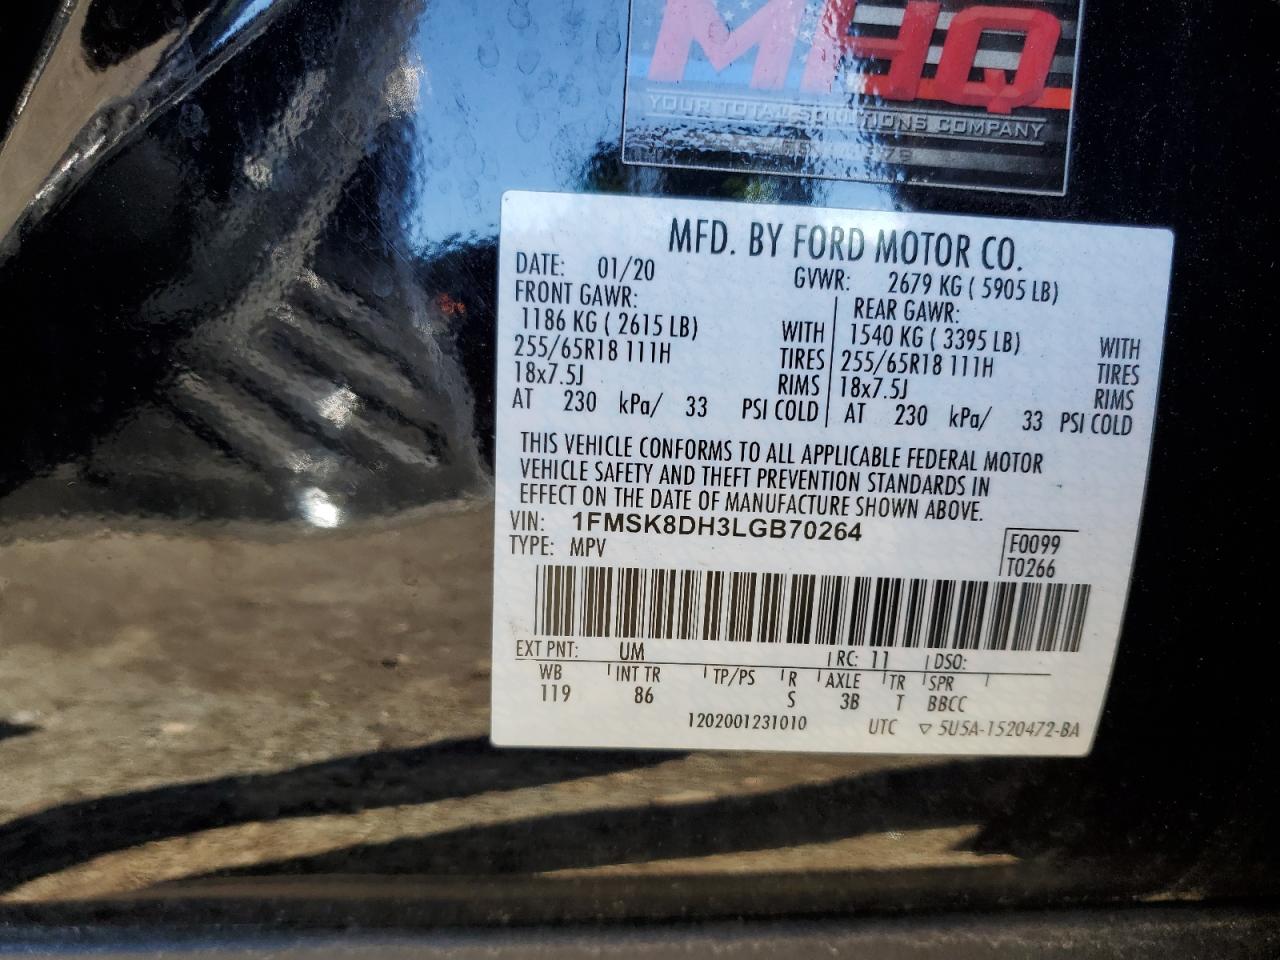 MHQ
YOUR TOTAL SOLUTIONS COMPANY
MFD. BY FORD MOTOR CO.
DATE: 01/20 GVWR: 2679 KG ( 5905 LB)
FRONT GAWR: REAR GAWR:
1186 KG ( 2615 LB) WITH 1540 KG ( 3395 LB) WITH
255/65R18 111H TIRES 255/65R18 111H TIRES
18x7.5J RIMS 18x7.5J RIMS
AT 230 kPa/ 33 PSI COLD AT 230 kPa/ 33 PSI COLD
THIS VEHICLE CONFORMS TO ALL APPLICABLE FEDERAL MOTOR
VEHICLE SAFETY AND THEFT PREVENTION STANDARDS IN
EFFECT ON THE DATE OF MANUFACTURE SHOWN ABOVE.
VIN: 1FMSK8DH3LGB70264
TYPE: MPV
F0099
T0266
EXT PNT: UM RC: 11 DSO:
WB INT TR TP/PS R AXLE TR SPR
119 86 S 3B T BBCC
1202001231010 UTC ▽ 5U5A-1520472-BA